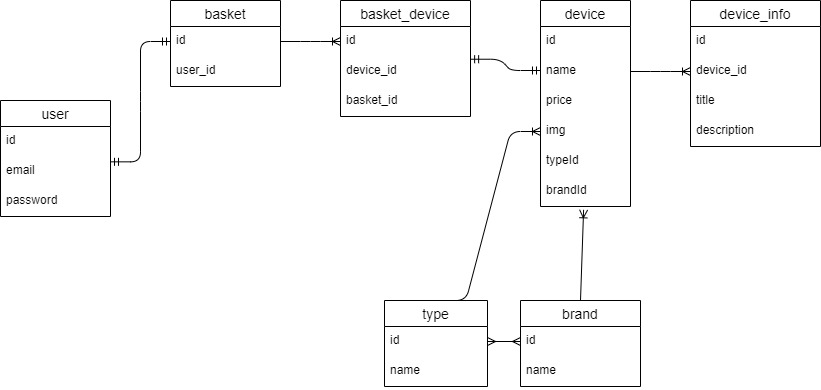 basket
id
user_id
basket_device
id
device_id
basket_id
device
id
name
price
img
typeId
brandId
device_info
id
device_id
title
description
user
id
email
password
type
id
name
brand
id
name